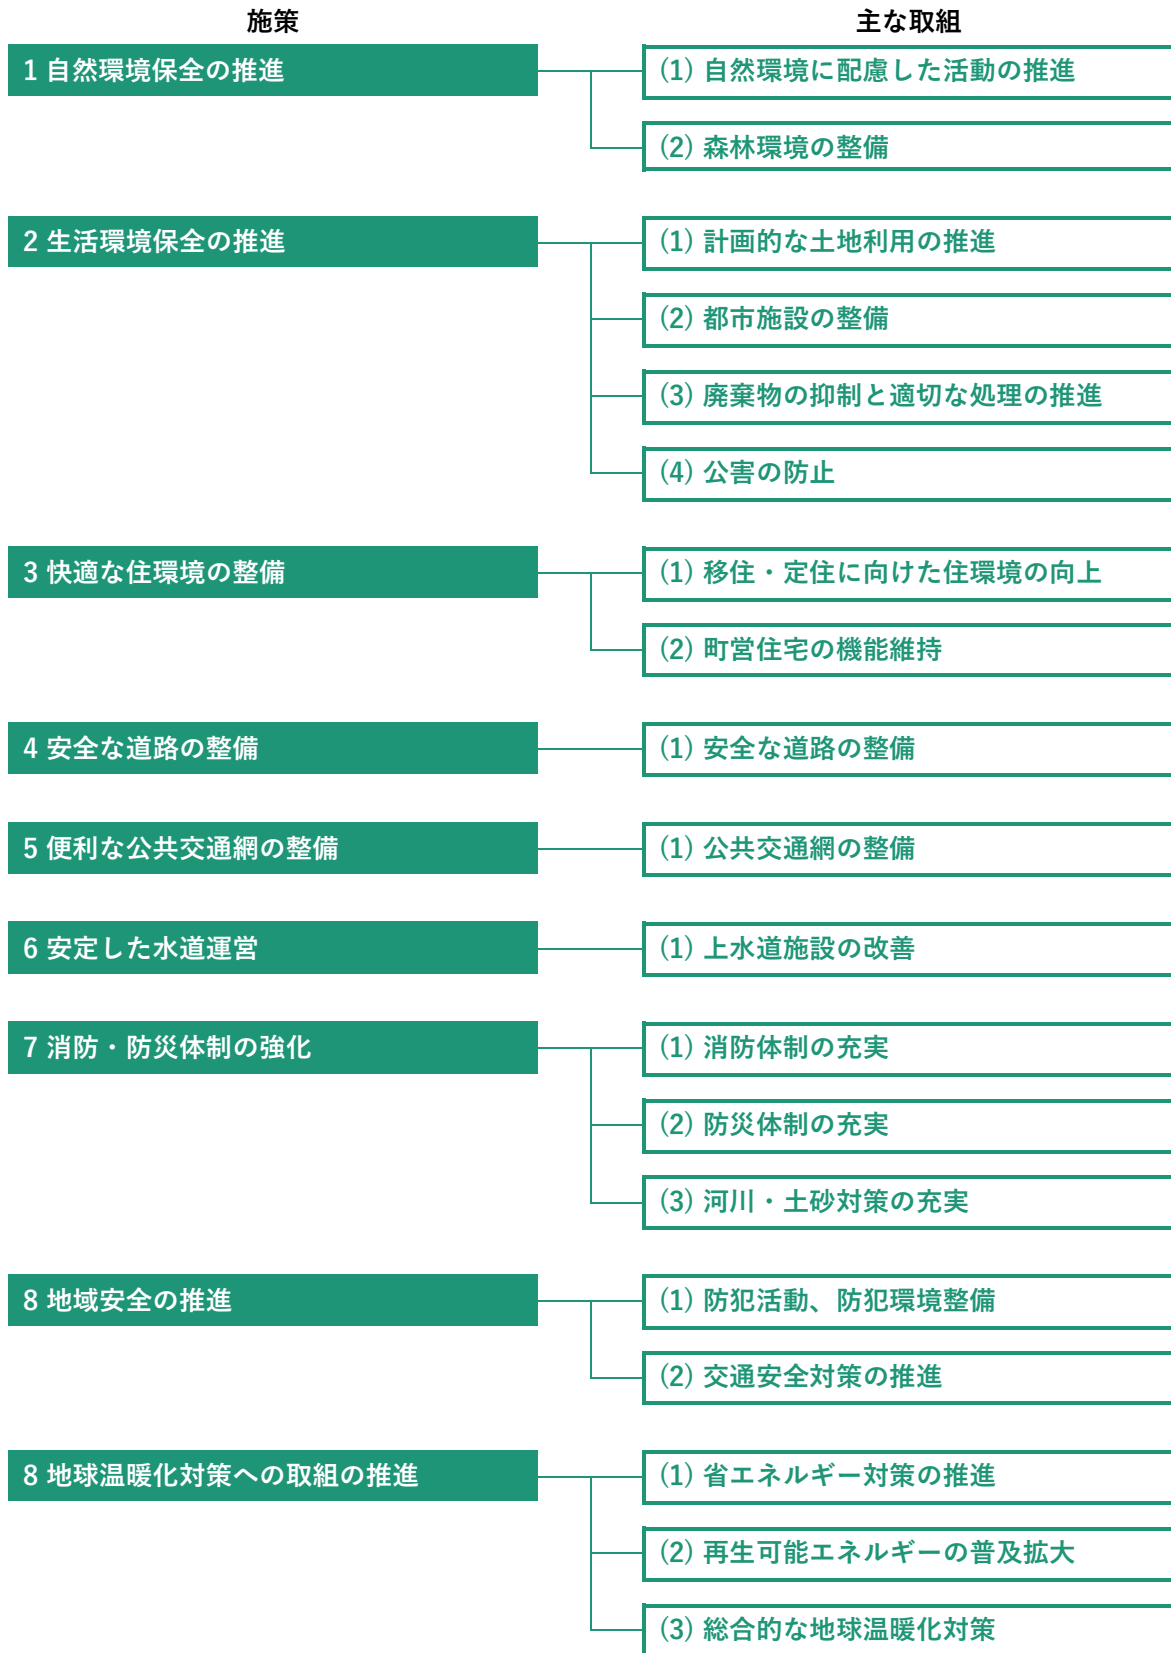 施策
主な取組
1 自然環境保全の推進
(1) 自然環境に配慮した活動の推進
(2) 森林環境の整備
2 生活環境保全の推進
(1) 計画的な土地利用の推進
(2) 都市施設の整備
(3) 廃棄物の抑制と適切な処理の推進
(4) 公害の防止
3 快適な住環境の整備
(1) 移住・定住に向けた住環境の向上
(2) 町営住宅の機能維持
4 安全な道路の整備
(1) 安全な道路の整備
5 便利な公共交通網の整備
(1) 公共交通網の整備
6 安定した水道運営
(1) 上水道施設の改善
7 消防・防災体制の強化
(1) 消防体制の充実
(2) 防災体制の充実
(3) 河川・土砂対策の充実
8 地域安全の推進
(1) 防犯活動、防犯環境整備
(2) 交通安全対策の推進
8 地球温暖化対策への取組の推進
(1) 省エネルギー対策の推進
(2) 再生可能エネルギーの普及拡大
(3) 総合的な地球温暖化対策